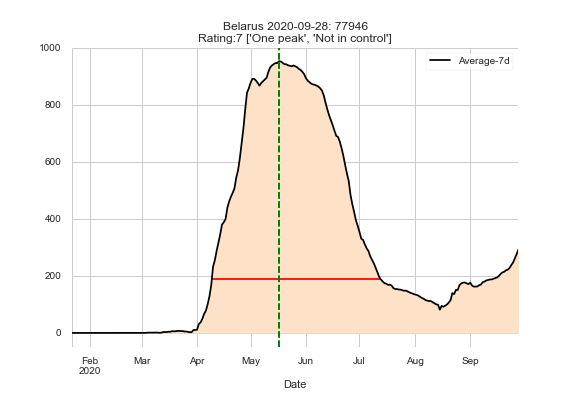 Belarus 2020-09-28: 77946
Rating:7 ['One peak', 'Not in control']
Average-7d
1000
800
600
400
200
0
Feb Mar Apr May Jun Jul Aug Sep
2020
Date